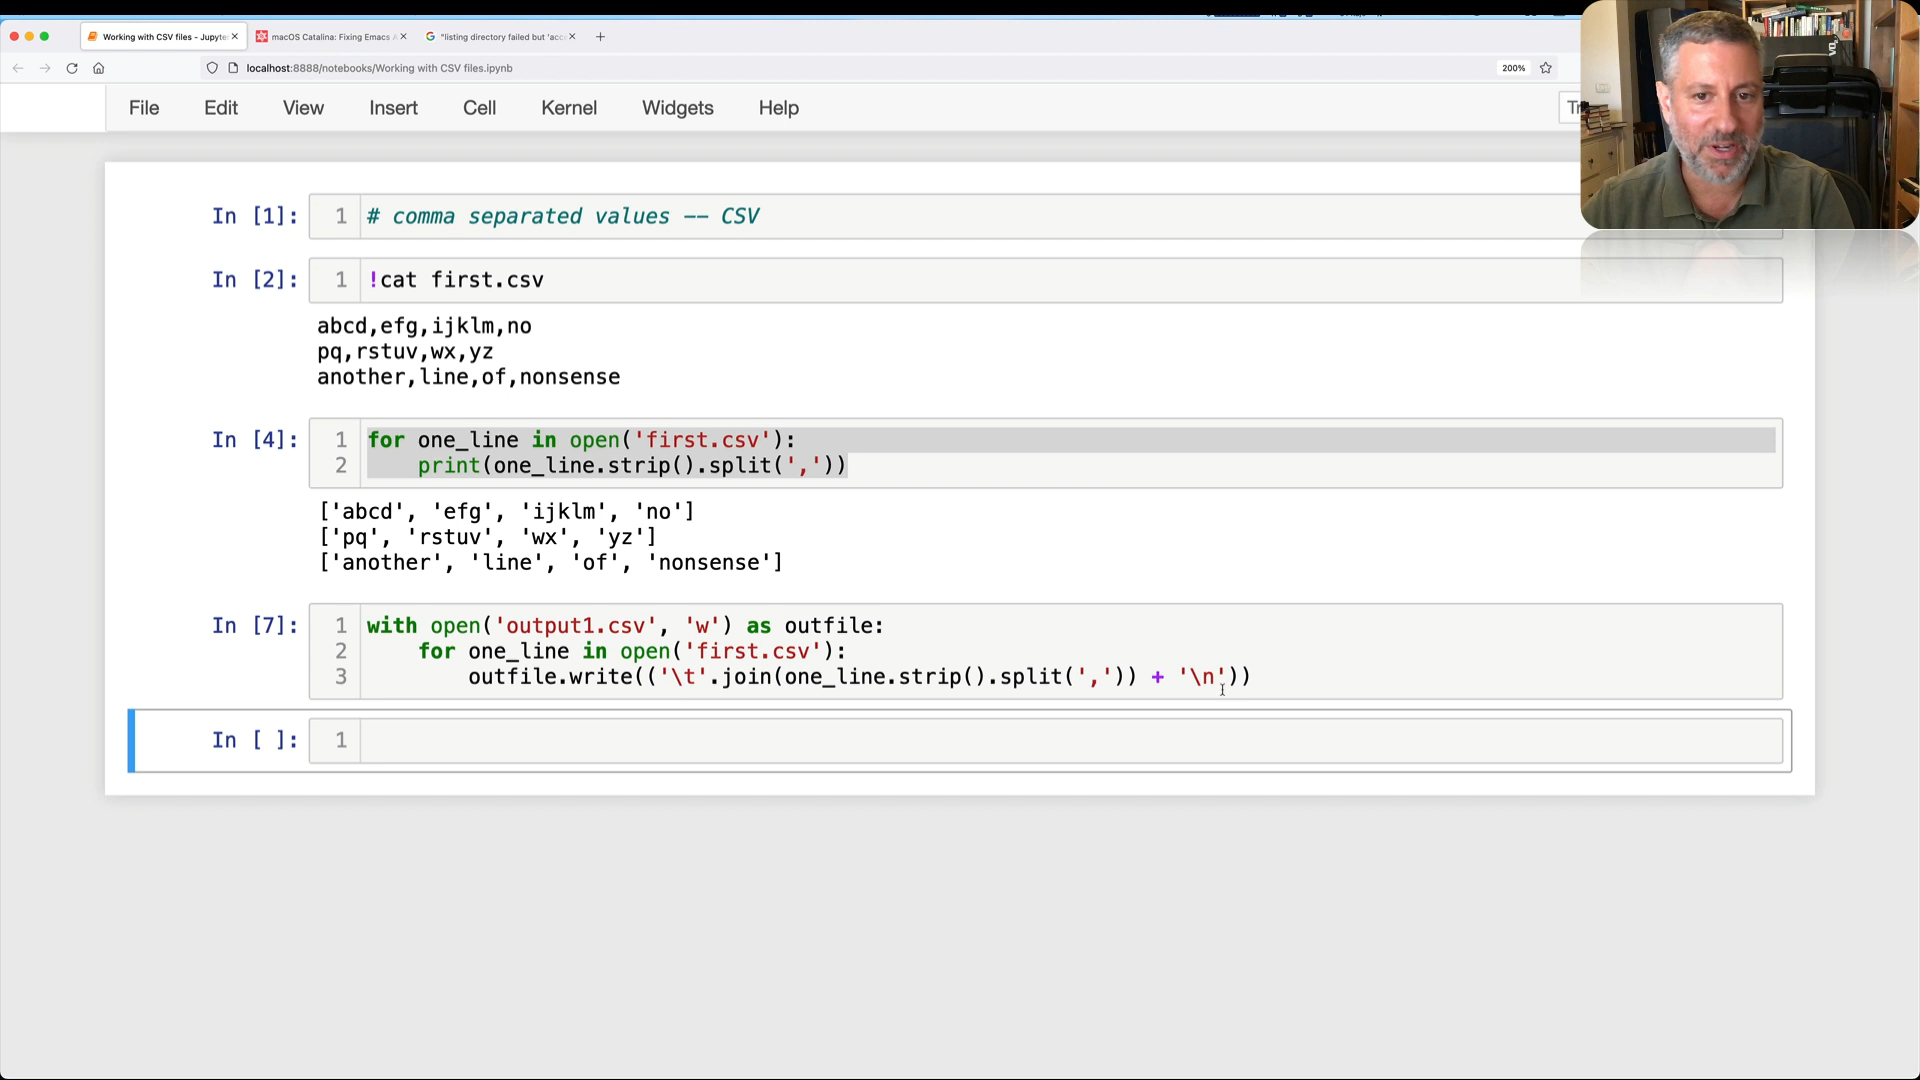 Working with CSV files - Jupyte
macOS Catalina: Fixing Emacs
"listing directory failed but 'acc
localhost:8888/notebooks/Working with CSV files.ipynb
200%
File Edit View Insert Cell Kernel Widgets Help
In [1]: 1 # comma separated values -- CSV
In [2]: 1 !cat first.csv
abcd,efg,ijklm,no
pq,rstuv,wx,yz
another,line,of,nonsense
In [4]: 1 for one_line in open('first.csv'):
2 print(one_line.strip().split(','))
['abcd', 'efg', 'ijklm', 'no']
['pq', 'rstuv', 'wx', 'yz']
['another', 'line', 'of', 'nonsense']
In [7]: 1 with open('output1.csv', 'w') as outfile:
2 for one_line in open('first.csv'):
3 outfile.write(('\t'.join(one_line.strip().split(',')) + '\n'))
In [ ]: 1